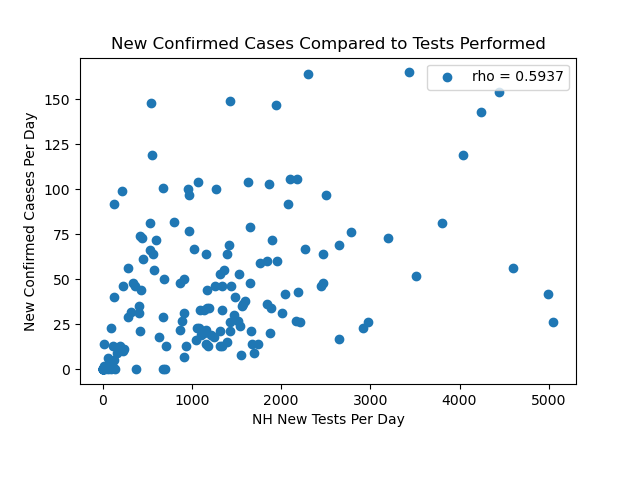 New Confirmed Cases Compared to Tests Performed
rho = 0.5937
New Confirmed Caeses Per Day
150
125
100
75
50
25
0
0 1000 2000 3000 4000 5000
NH New Tests Per Day